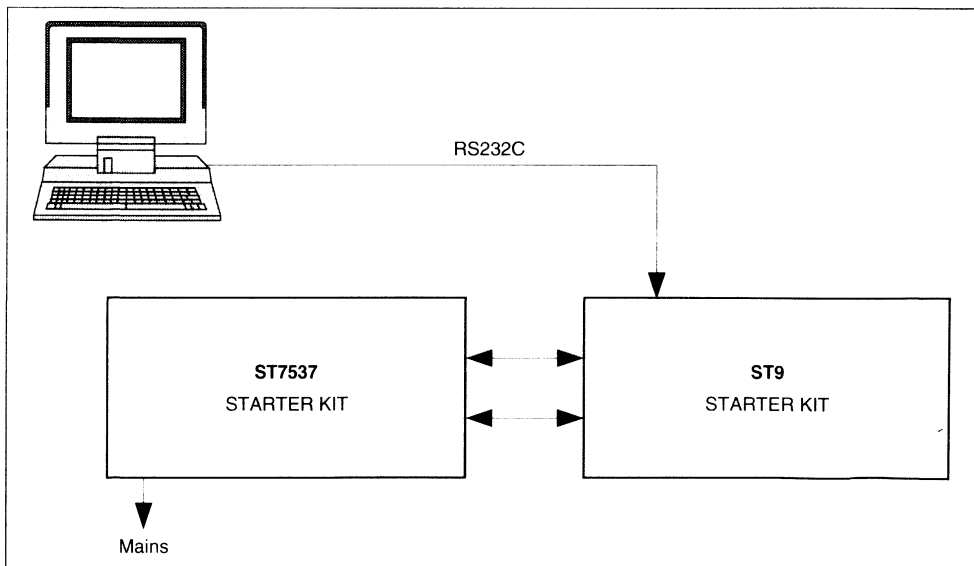 RS232C
ST7537
STARTER KIT
ST9
STARTER KIT
Mains